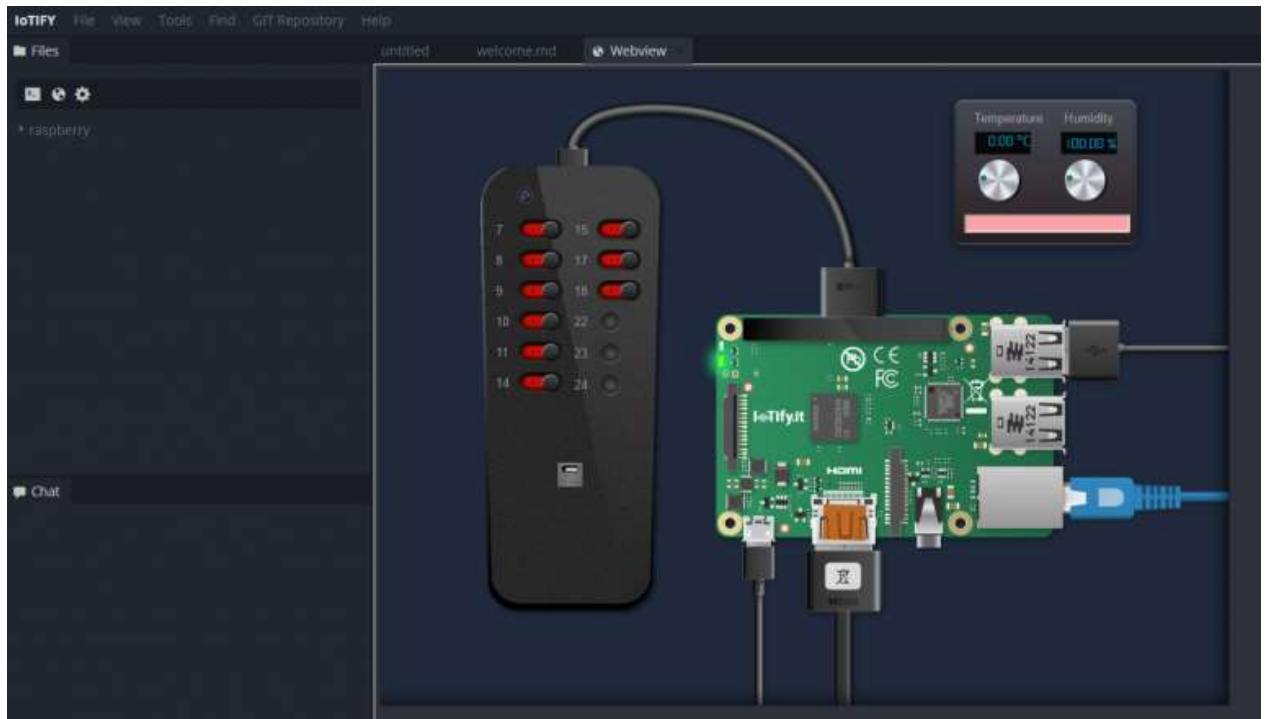 IoTIFY File View Tools Find GIT Repository Help
Files
untitled welcome.md Webview
raspberry
Temperature Humidity
0.00 °C 100.00 %
7 15
8 17
9 18
10 22
11 23
14 24
CE
FC
14122
14122
IoTify.it
HDMI
Chat